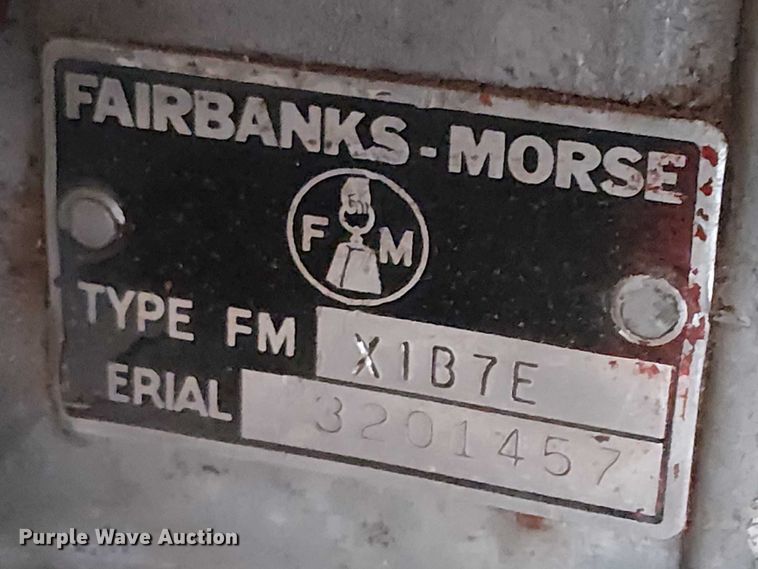 FAIRBANKS-MORSE
F M
TYPE FM X1B7E
ERIAL 3201457
Purple Wave Auction